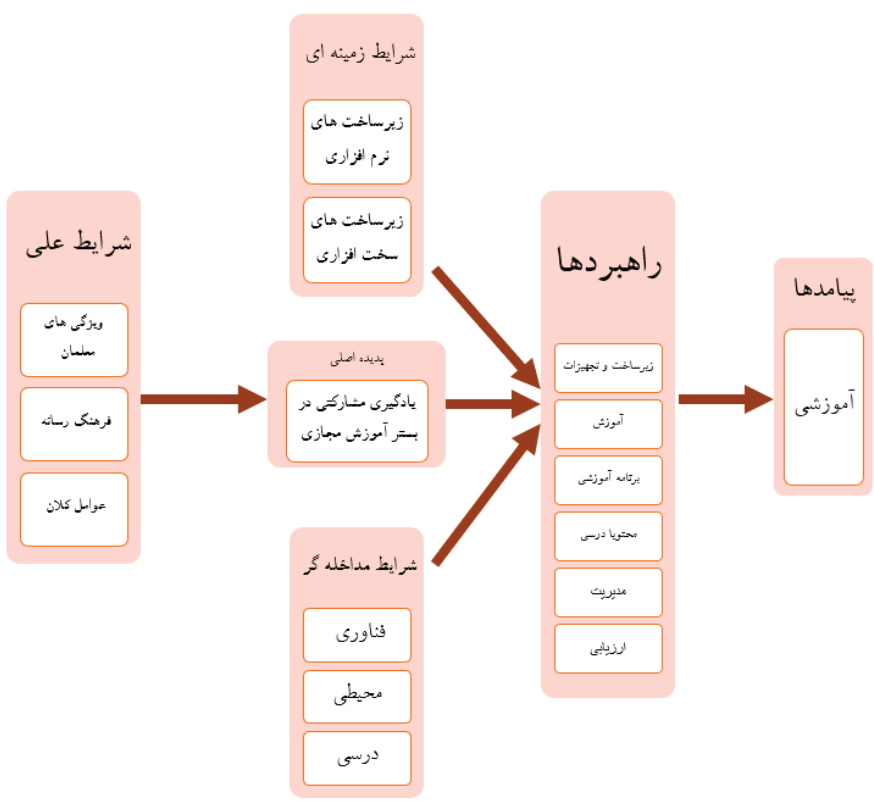 شرایط زمینه ای
زیرساخت های
نرم افزاری
زیرساخت های
سخت افزاری
شرایط علی
ویژگی های
معلمان
فرهنگ رسانه
عوامل کلان
پدیده اصلی
یادگیری مشارکتی در
بستر آموزش مجازی
شرایط مداخله گر
فناوری
محیطی
درسی
راهبردها
زیرساخت و تجهیزات
آموزش
برنامه آموزشی
محتویا درسی
مدیریت
ارزیابی
پیامدها
آموزشی